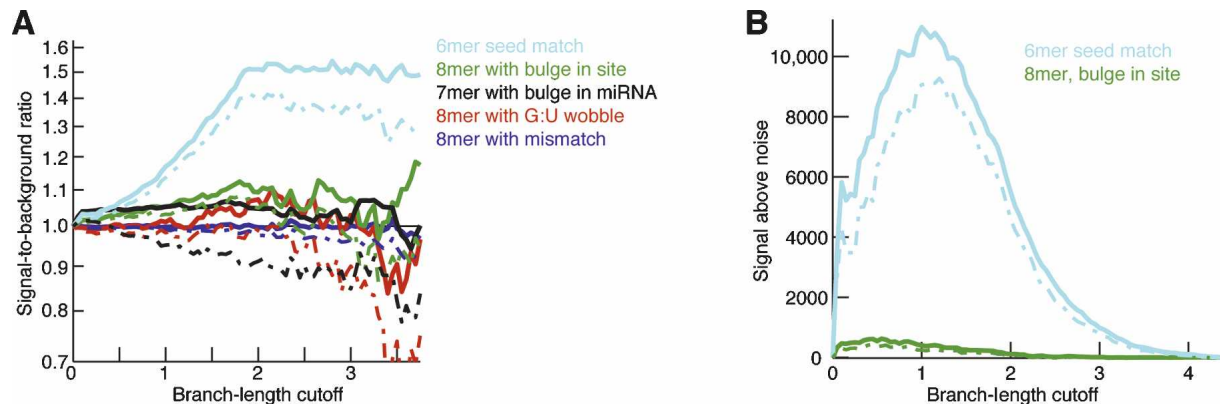 A
Signal-to-background ratio
1.6
1.5
1.4
1.3
1.2
1.1
1.0
0.9
0.8
0.7
0
1
2
3
Branch-length cutoff
6mer seed match
8mer with bulge in site
7mer with bulge in miRNA
8mer with G:U wobble
8mer with mismatch
B
Signal above noise
10,000
8000
6000
4000
2000
0
0
1
2
3
4
Branch-length cutoff
6mer seed match
8mer, bulge in site